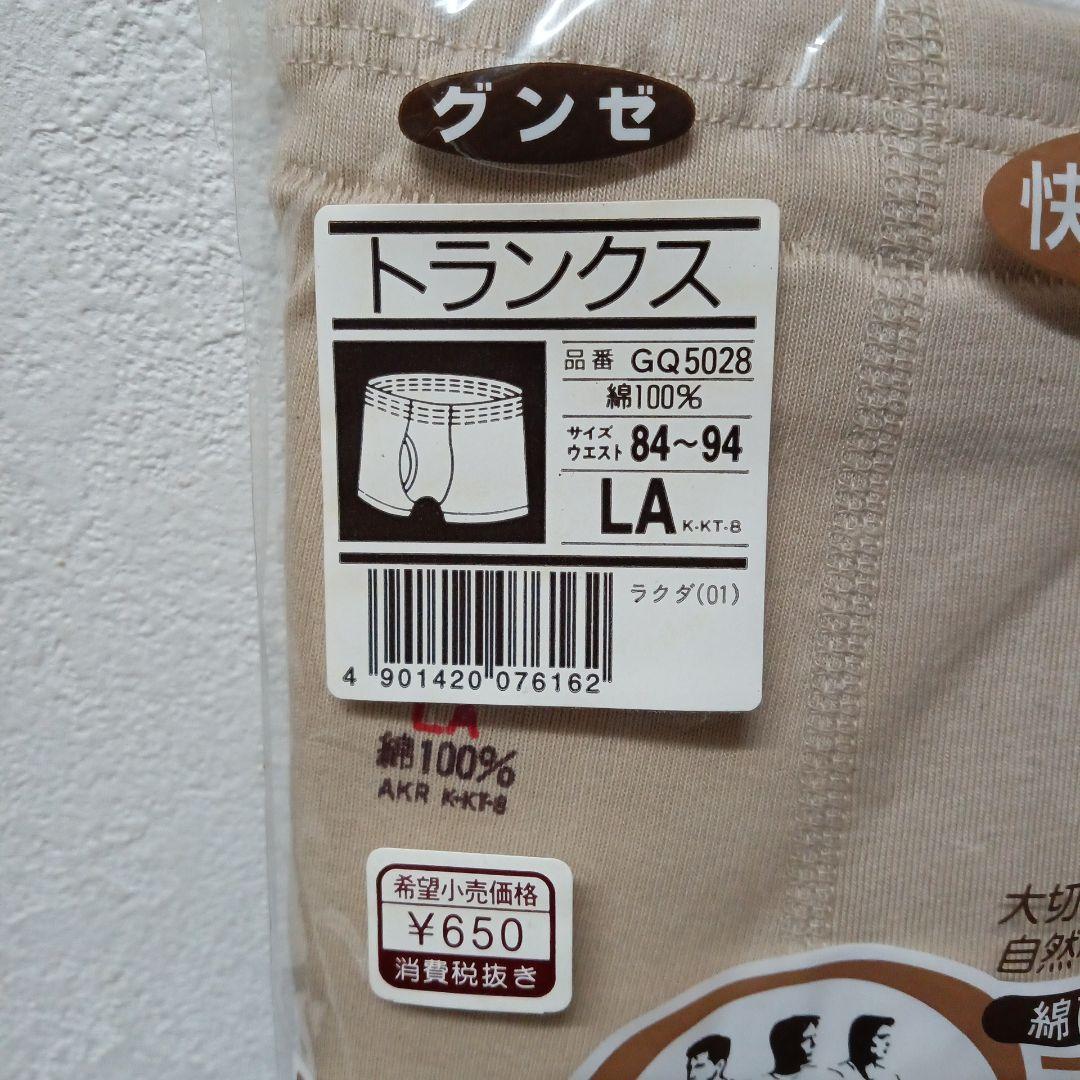 グンゼ
快
トランクス
品番 GQ5028
綿100%
サイズ
ウエスト 84~94
LA K-KT-8
ラクダ(01)
4 901420 076162
LA
綿100%
AKR K-KT-8
希望小売価格
¥650
消費税抜き
大切
自然
綿